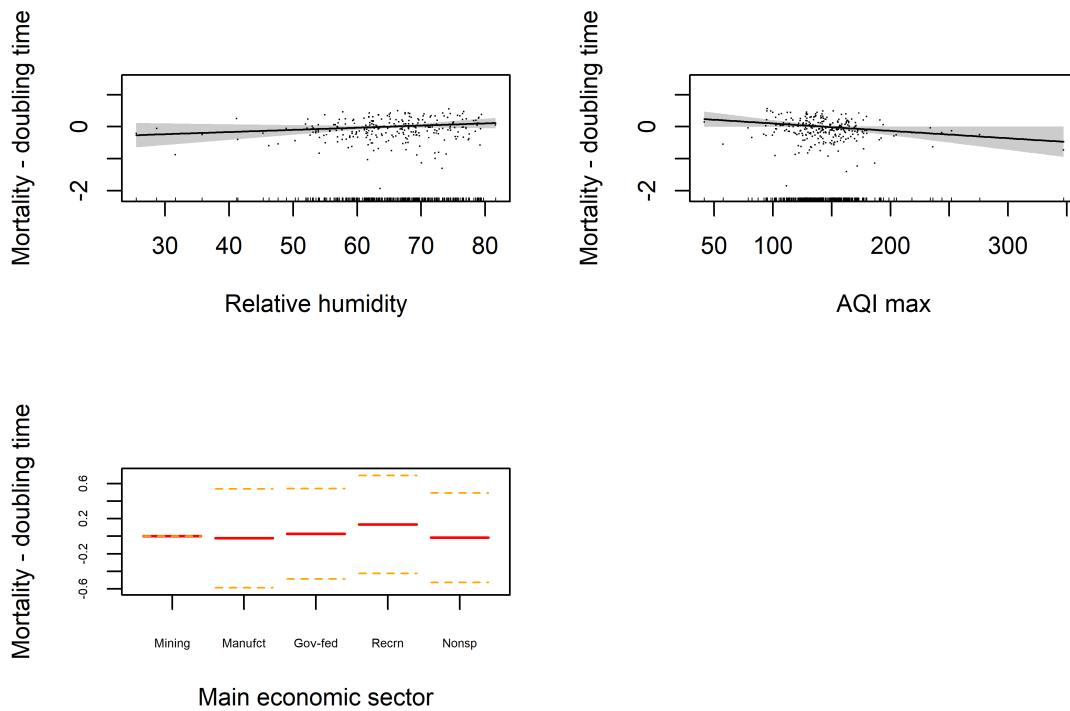 Mortality - doubling time
0
-2
30 40 50 60 70 80
Relative humidity
Mortality - doubling time
0
-2
50 100 200 300
AQI max
Mortality - doubling time
0.6
0.2
-0.2
-0.6
Mining Manufct Gov-fed Recrn Nonsp
Main economic sector